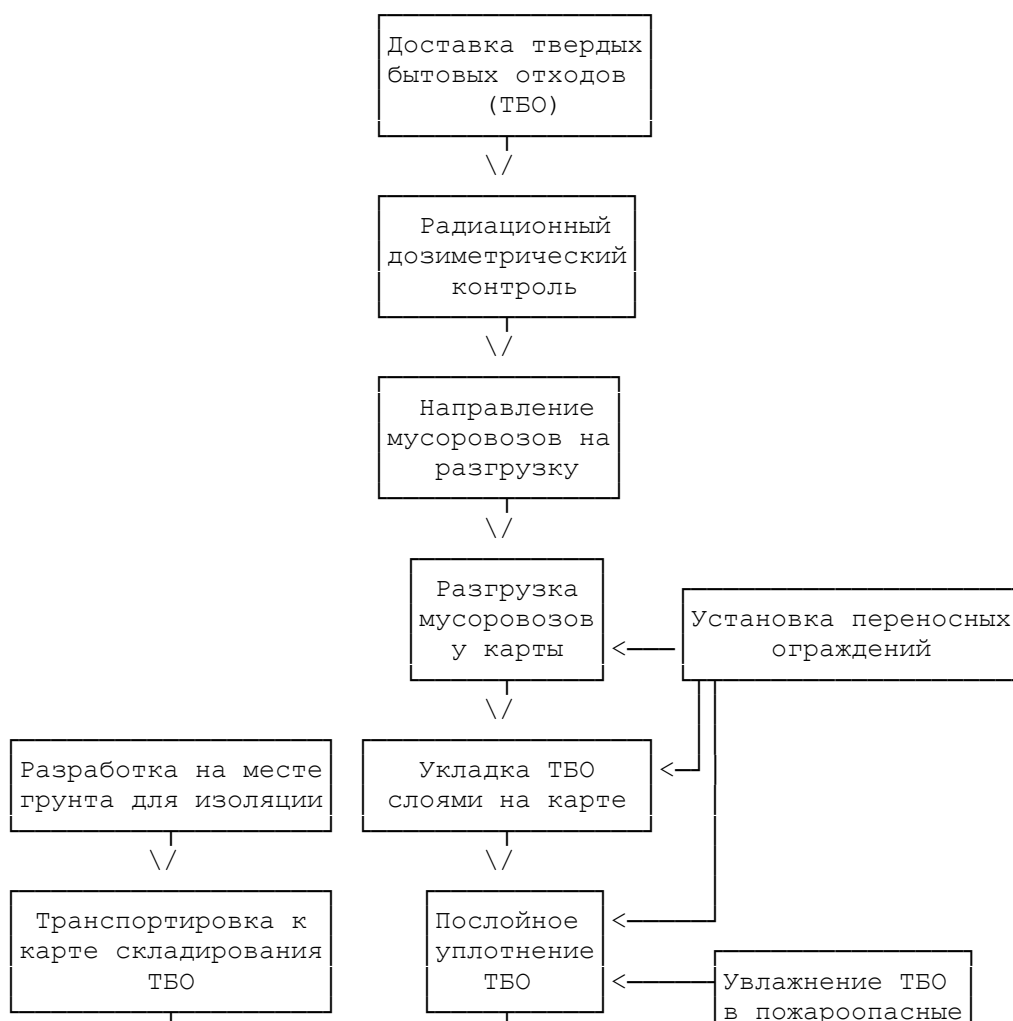 Доставка твердых
бытовых отходов
(ТБО)
Радиационный
дозиметрический
контроль
Направление
мусоровозов на
разгрузку
Разгрузка
мусоровозов
у карты
Установка переносных
ограждений
Разработка на месте
грунта для изоляции
Укладка ТБО
слоями на карте
Транспортировка к
карте складирования
ТБО
Послойное
уплотнение
ТБО
Увлажнение ТБО
в пожароопасные